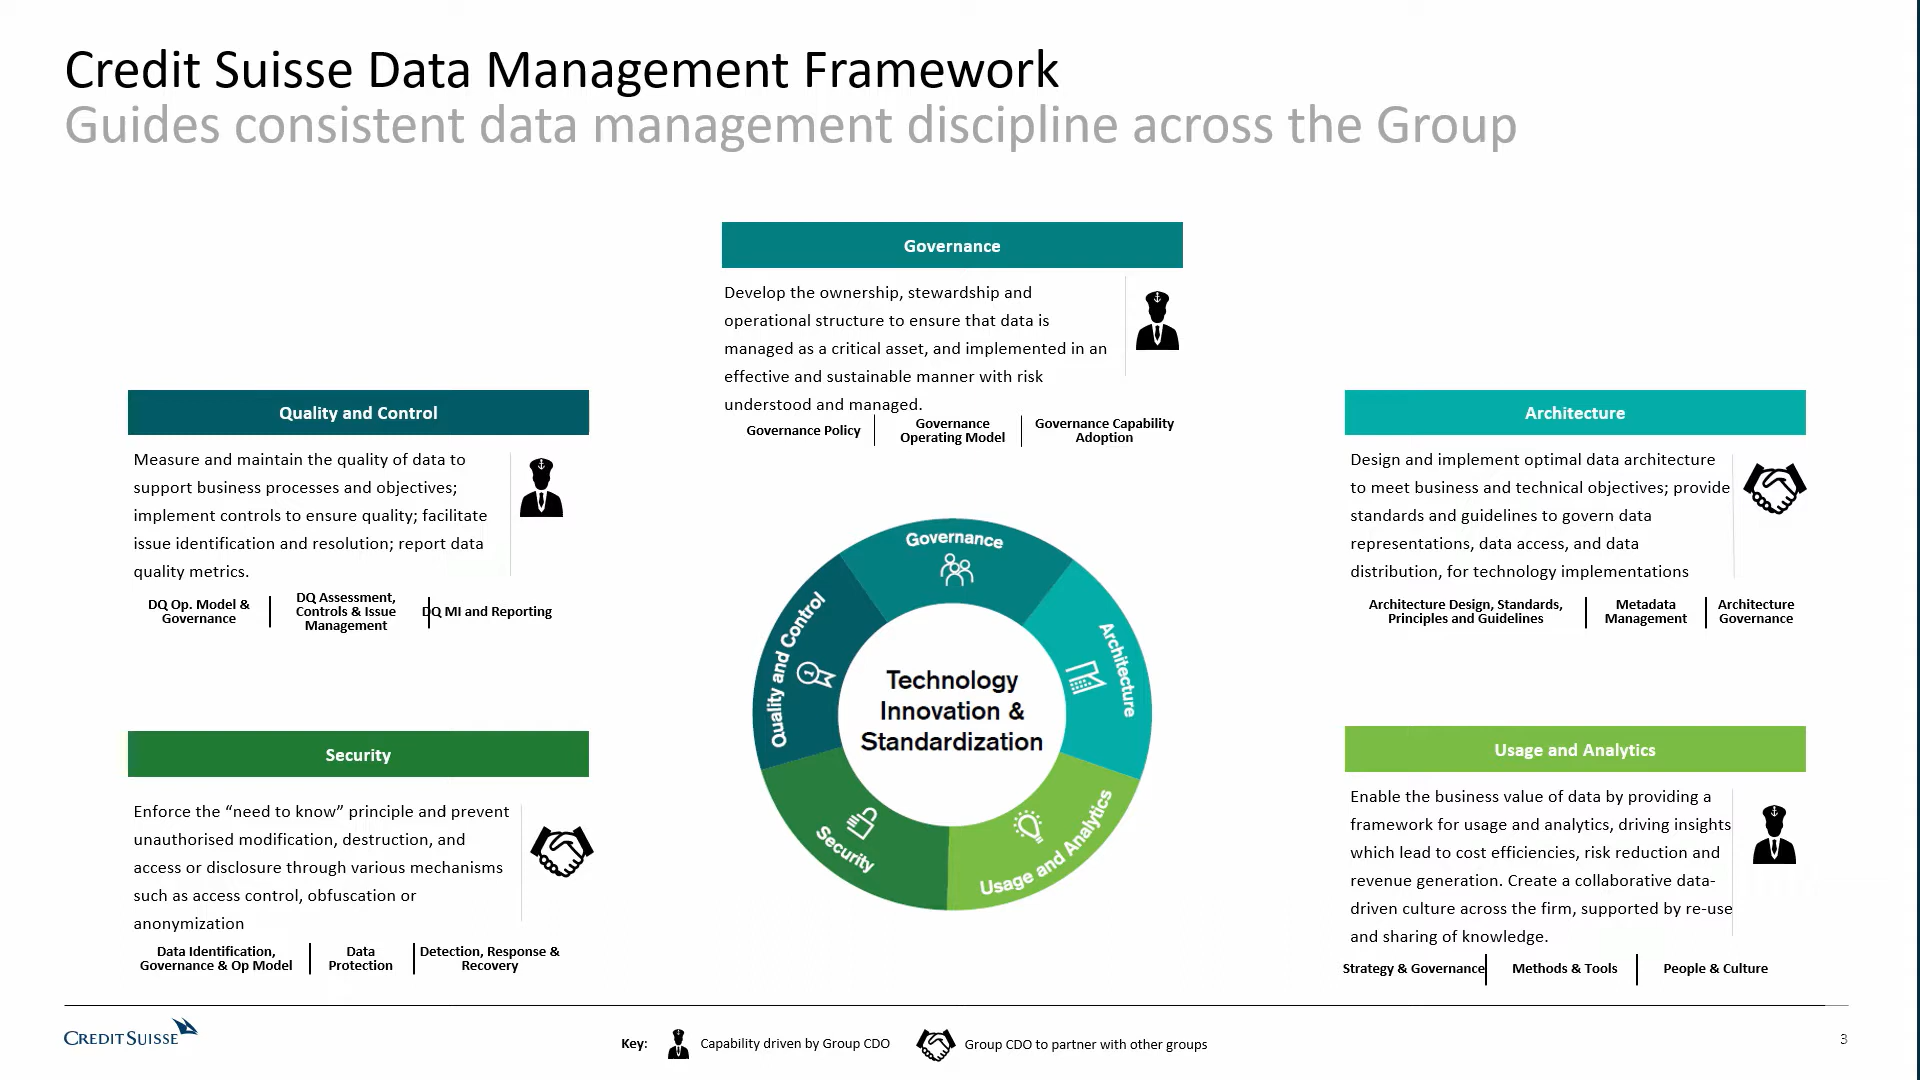 Credit Suisse Data Management Framework
Guides consistent data management discipline across the Group
Governance
Develop the ownership, stewardship and
operational structure to ensure that data is
managed as a critical asset, and implemented in an
effective and sustainable manner with risk
understood and managed.
Governance Policy
Governance
Operating Model
Governance Capability
Adoption
Quality and Control
Measure and maintain the quality of data to
support business processes and objectives;
implement controls to ensure quality; facilitate
issue identification and resolution; report data
quality metrics.
DQ Op. Model &
Governance
DQ Assessment,
Controls & Issue
Management
DQ MI and Reporting
Architecture
Design and implement optimal data architecture
to meet business and technical objectives; provide
standards and guidelines to govern data
representations, data access, and data
distribution, for technology implementations
Architecture Design, Standards,
Principles and Guidelines
Metadata
Management
Architecture
Governance
Governance
Quality and Control
Architecture
Technology
Innovation &
Standardization
Security
Usage and Analytics
Security
Enforce the “need to know” principle and prevent
unauthorised modification, destruction, and
access or disclosure through various mechanisms
such as access control, obfuscation or
anonymization
Data Identification,
Governance & Op Model
Data
Protection
Detection, Response &
Recovery
Usage and Analytics
Enable the business value of data by providing a
framework for usage and analytics, driving insights
which lead to cost efficiencies, risk reduction and
revenue generation. Create a collaborative data-
driven culture across the firm, supported by re-use
and sharing of knowledge.
Strategy & Governance
Methods & Tools
People & Culture
CREDIT SUISSE
Key:
Capability driven by Group CDO
Group CDO to partner with other groups
3